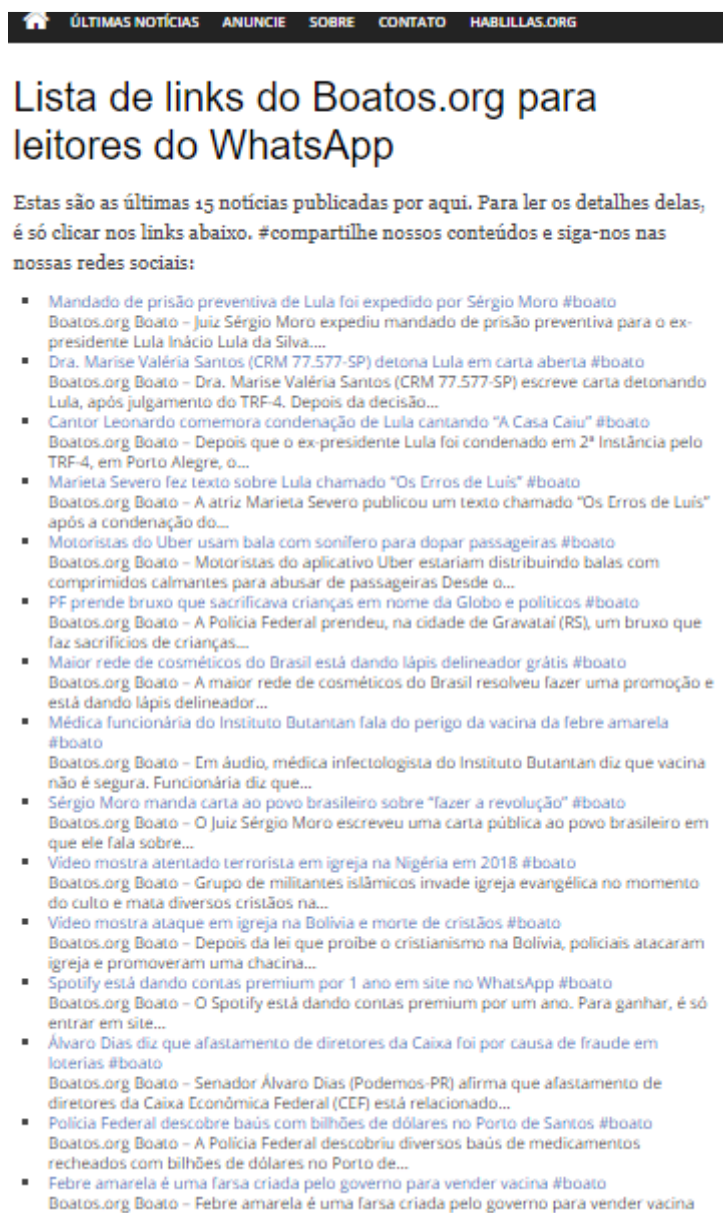 ÚLTIMAS NOTÍCIAS ANUNCIE SOBRE CONTATO HABLILLAS.ORG
Lista de links do Boatos.org para
leitores do WhatsApp
Estas são as últimas 15 notícias publicadas por aqui. Para ler os detalhes delas,
é só clicar nos links abaixo. #compartilhe nossos conteúdos e siga-nos nas
nossas redes sociais:
Mandado de prisão preventiva de Lula foi expedido por Sérgio Moro #boato
Boatos.org Boato – Juiz Sérgio Moro expediu mandado de prisão preventiva para o ex-
presidente Lula Inácio Lula da Silva....
Dra. Marise Valéria Santos (CRM 77.577-SP) detona Lula em carta aberta #boato
Boatos.org Boato – Dra. Marise Valéria Santos (CRM 77.577-SP) escreve carta detonando
Lula, após julgamento do TRF-4. Depois da decisão...
Cantor Leonardo comemora condenação de Lula cantando “A Casa Caiu” #boato
Boatos.org Boato – Depois que o ex-presidente Lula foi condenado em 2ª Instância pelo
TRF-4, em Porto Alegre, o...
Marieta Severo fez texto sobre Lula chamado “Os Erros de Luís” #boato
Boatos.org Boato – A atriz Marieta Severo publicou um texto chamado “Os Erros de Luís”
após a condenação do...
Motoristas do Uber usam bala com sonífero para dopar passageiras #boato
Boatos.org Boato – Motoristas do aplicativo Uber estariam distribuindo balas com
comprimidos calmantes para abusar de passageiras Desde o...
PF prende bruxo que sacrificava crianças em nome da Globo e políticos #boato
Boatos.org Boato – A Polícia Federal prendeu, na cidade de Gravataí (RS), um bruxo que
faz sacrifícios de crianças....
Maior rede de cosméticos do Brasil está dando lápis delineador grátis #boato
Boatos.org Boato – A maior rede de cosméticos do Brasil resolveu fazer uma promoção e
está dando lápis delineador...
Médica funcionária do Instituto Butantan fala do perigo da vacina da febre amarela
#boato
Boatos.org Boato – Em áudio, médica infectologista do Instituto Butantan diz que vacina
não é segura. Funcionária diz que...
Sérgio Moro manda carta ao povo brasileiro sobre “fazer a revolução” #boato
Boatos.org Boato – O Juiz Sérgio Moro escreveu uma carta pública ao povo brasileiro em
que ele fala sobre...
Vídeo mostra atentado terrorista em igreja na Nigéria em 2018 #boato
Boatos.org Boato – Grupo de militantes islâmicos invade igreja evangélica no momento
do culto e mata diversos cristãos na...
Vídeo mostra ataque em igreja na Bolívia e morte de cristãos #boato
Boatos.org Boato – Depois da lei que proíbe o cristianismo na Bolívia, policiais atacaram
igreja e promoveram uma chacina...
Spotify está dando contas premium por 1 ano em site no WhatsApp #boato
Boatos.org Boato – O Spotify está dando contas premium por um ano. Para ganhar, é só
entrar em site...
Álvaro Dias diz que afastamento de diretores da Caixa foi por causa de fraude em
loterias #boato
Boatos.org Boato – Senador Álvaro Dias (Podemos-PR) afirma que afastamento de
diretores da Caixa Econômica Federal (CEF) está relacionado...
Polícia Federal descobre baús com bilhões de dólares no Porto de Santos #boato
Boatos.org Boato – A Polícia Federal descobriu diversos baús de medicamentos
recheados com bilhões de dólares no Porto de...
Febre amarela é uma farsa criada pelo governo para vender vacina #boato
Boatos.org Boato – Febre amarela é uma farsa criada pelo governo para vender vacina